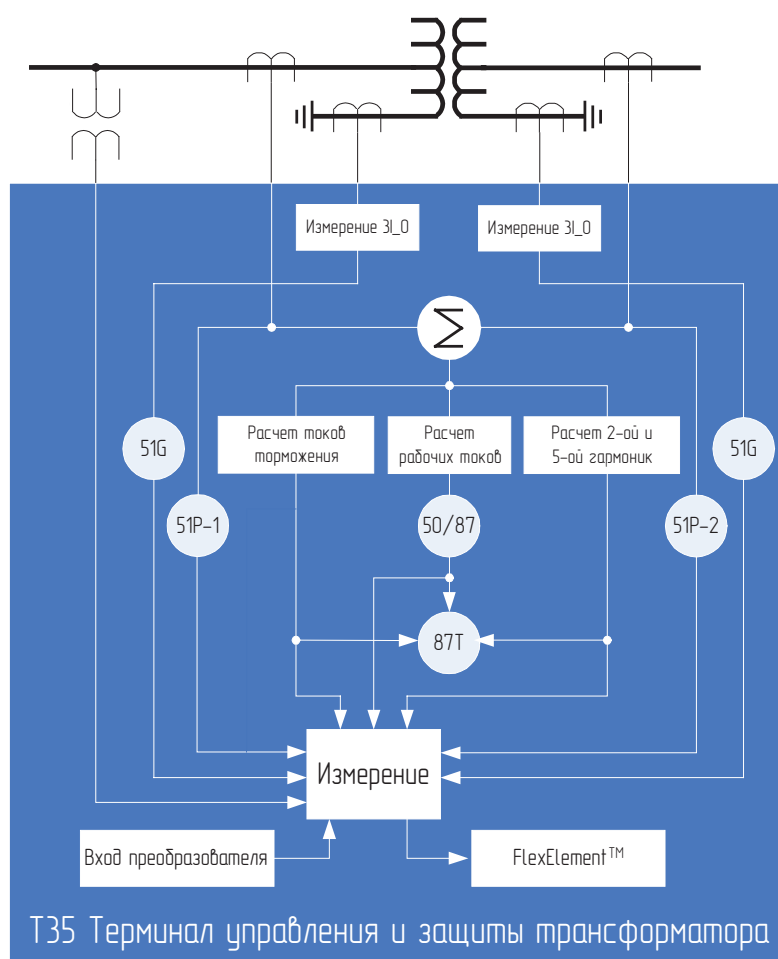 Измерение 3I_0
Измерение 3I_0
Σ
Расчет токов
торможения
Расчет
рабочих токов
Расчет 2-ой и
5-ой гармоник
51G
51G
51P-1
50/87
51P-2
87T
Измерение
Вход преобразователя
FlexElement™
T35 Терминал управления и защиты трансформатора